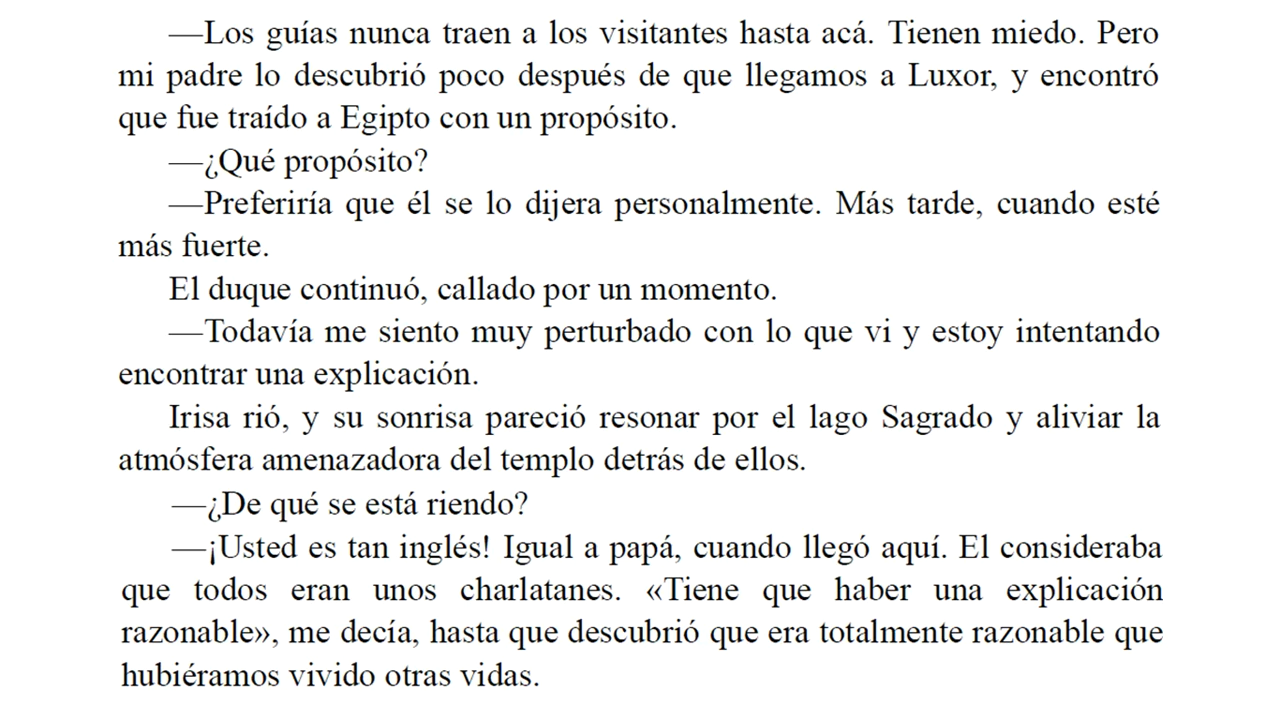 —Los guías nunca traen a los visitantes hasta acá. Tienen miedo. Pero
mi padre lo descubrió poco después de que llegamos a Luxor, y encontró
que fue traído a Egipto con un propósito.
—¿Qué propósito?
—Preferiría que él se lo dijera personalmente. Más tarde, cuando esté
más fuerte.
El duque continuó, callado por un momento.
—Todavía me siento muy perturbado con lo que vi y estoy intentando
encontrar una explicación.
Irisa rió, y su sonrisa pareció resonar por el lago Sagrado y aliviar la
atmósfera amenazadora del templo detrás de ellos.
—¿De qué se está riendo?
—¡Usted es tan inglés! Igual a papá, cuando llegó aquí. El consideraba
que todos eran unos charlatanes. «Tiene que haber una explicación
razonable», me decía, hasta que descubrió que era totalmente razonable que
hubiéramos vivido otras vidas.